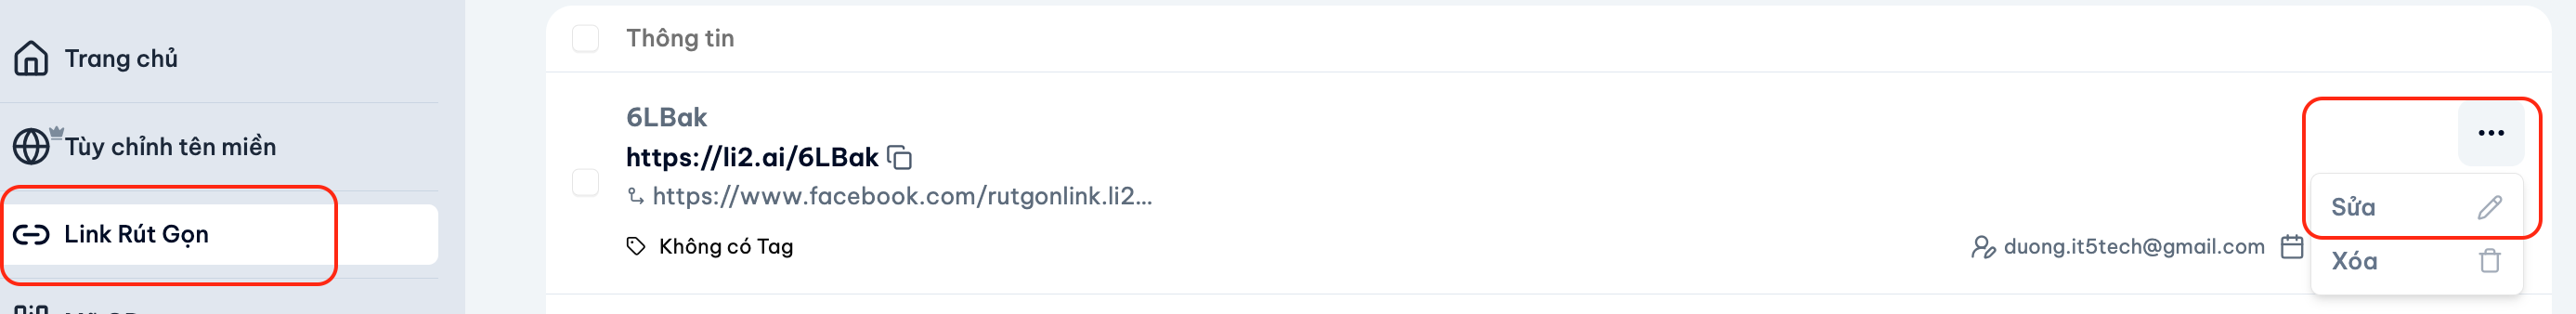 Trang chủ
Tùy chỉnh tên miền
Link Rút Gọn
Thông tin
6LBak
https://li2.ai/6LBak
https://www.facebook.com/rutgonlink.li2...
Không có Tag
duong.it5tech@gmail.com
Sửa
Xóa